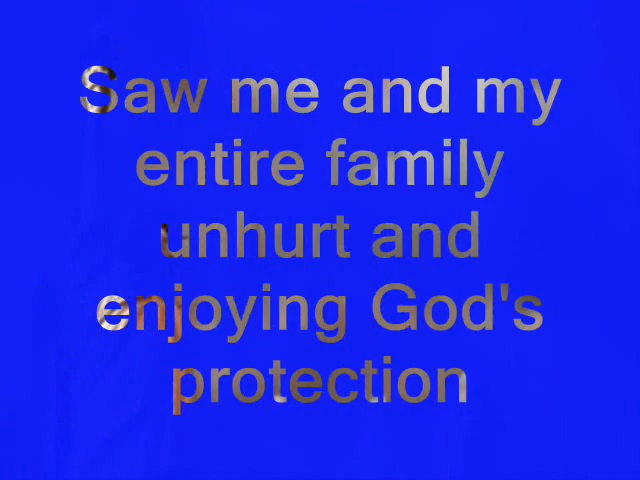 Saw me and my
entire family
unhurt and
enjoying God's
protection